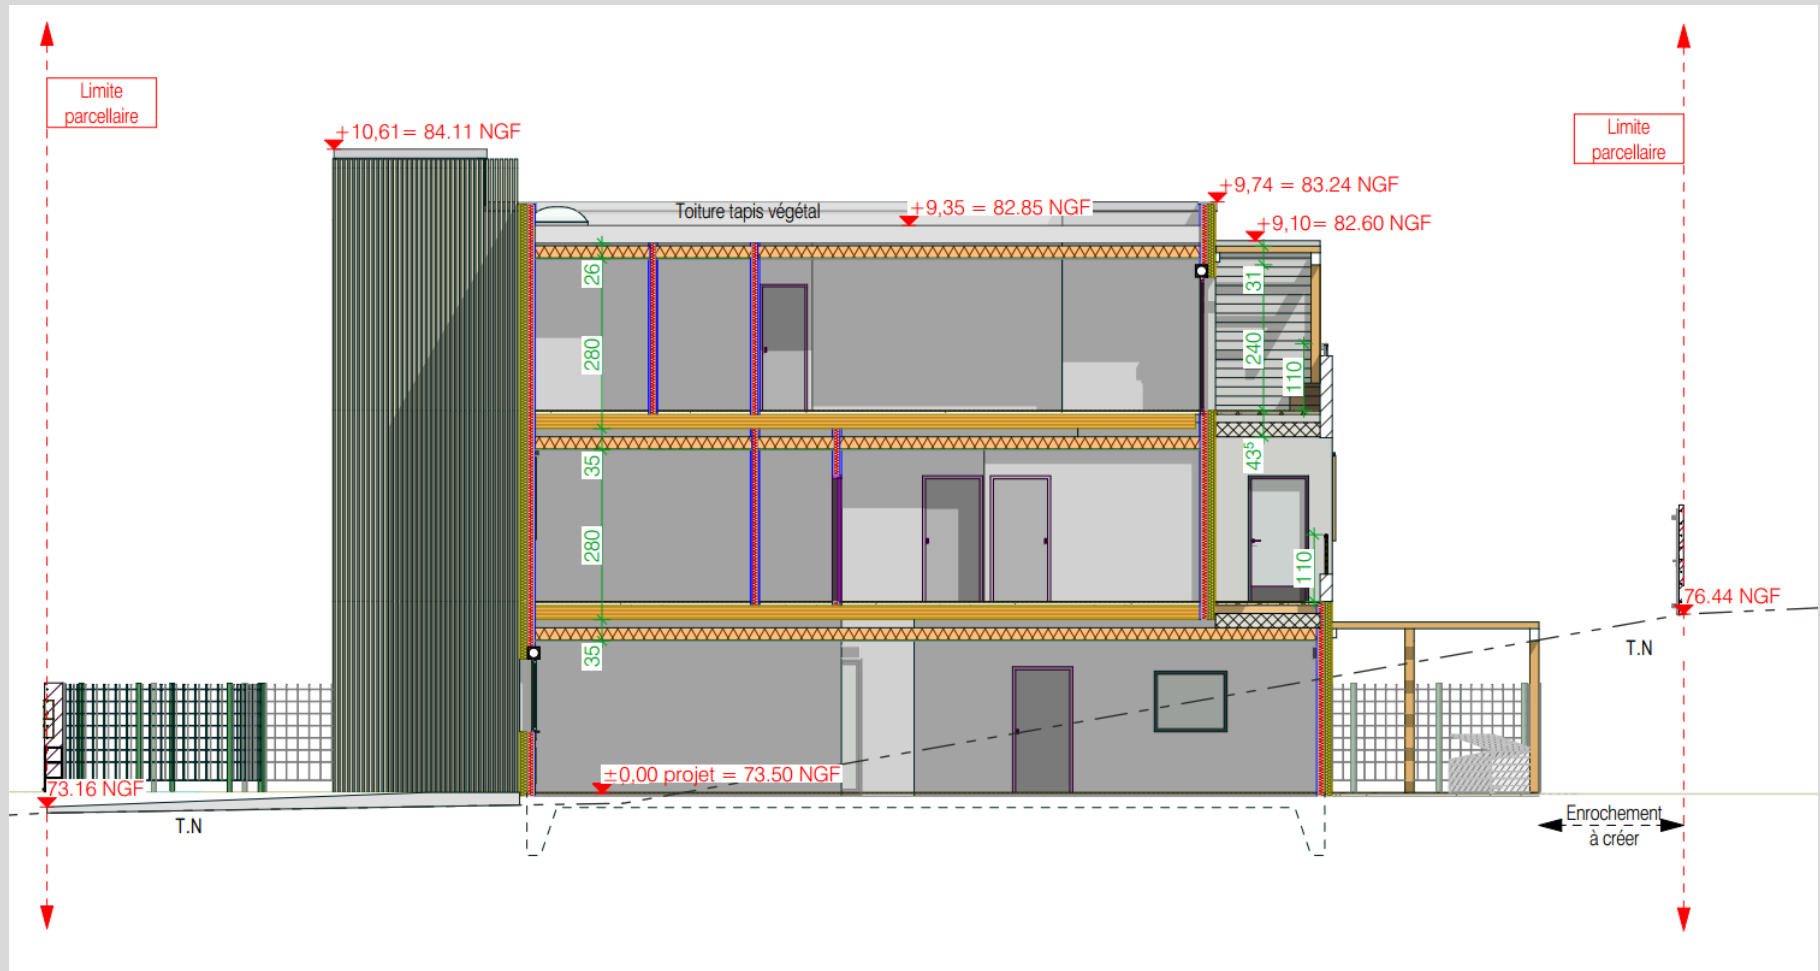 Limite
parcellaire
Limite
parcellaire
+10,61= 84.11 NGF
+9,74 = 83.24 NGF
Toiture tapis végétal
+9,35 = 82.85 NGF
+9,10= 82.60 NGF
26
31
280
240
110
35
43⁵
280
110
76.44 NGF
T.N
35
±0,00 projet = 73.50 NGF
73.16 NGF
T.N
Enrochement
à créer